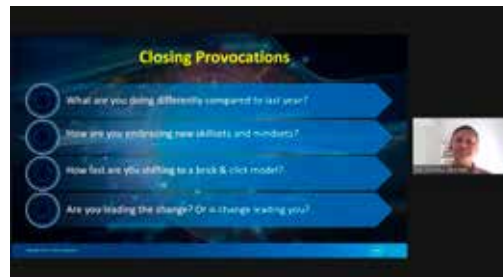 Closing Provocations
What are you doing differently compared to last year?
How are you embracing new skillsets and mindsets?
How fast are you shifting to a brick & click model?
Are you leading the change? Or is change leading you?